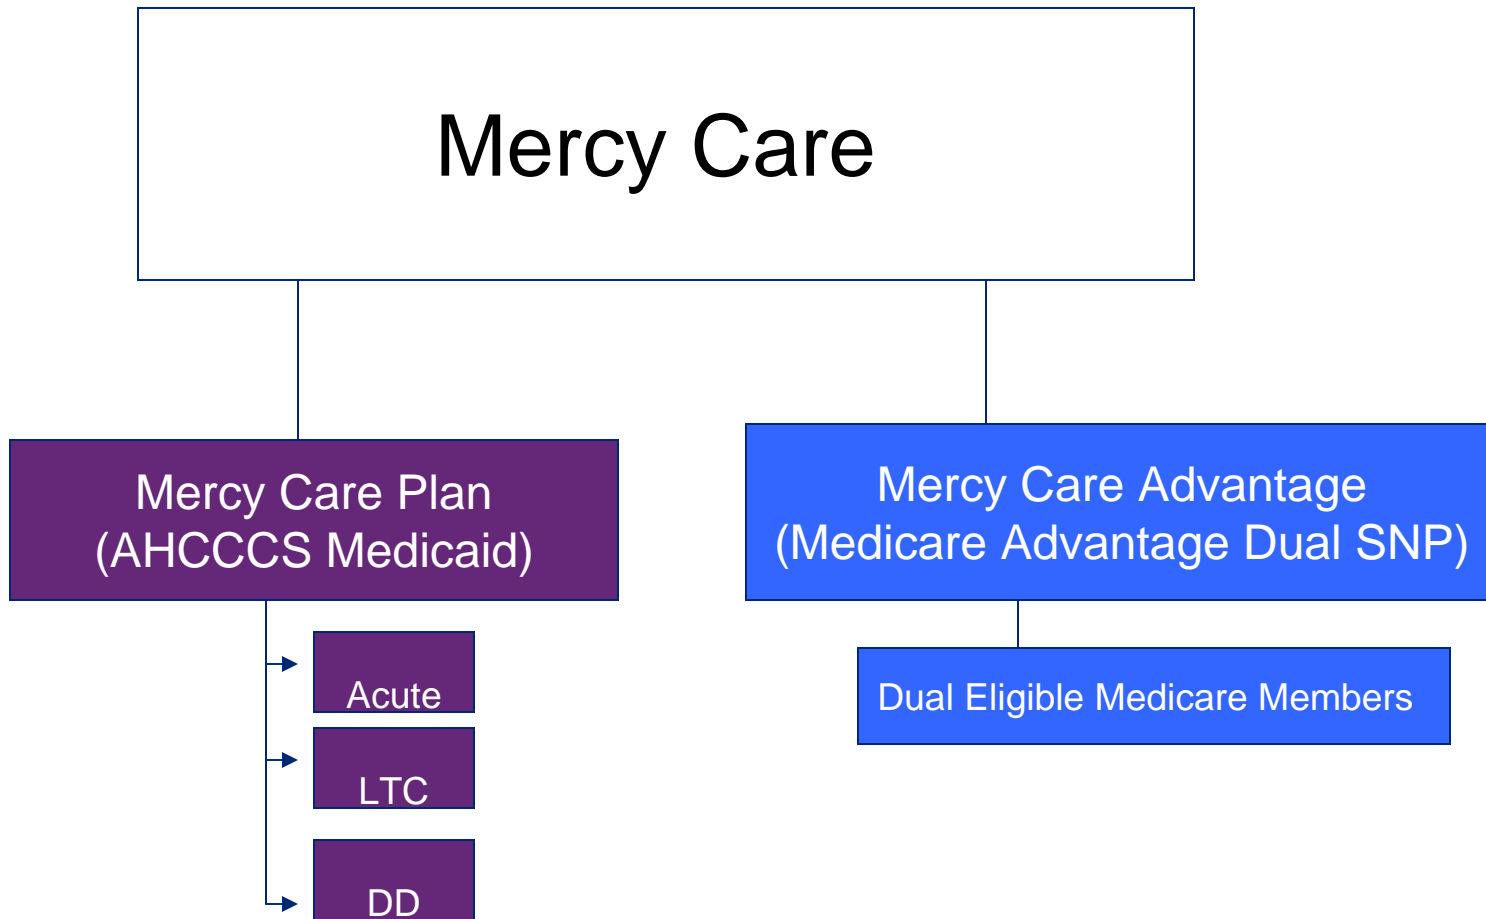 Mercy Care
Mercy Care Plan
(AHCCCS Medicaid)
Mercy Care Advantage
(Medicare Advantage Dual SNP)
Acute
LTC
DD
Dual Eligible Medicare Members